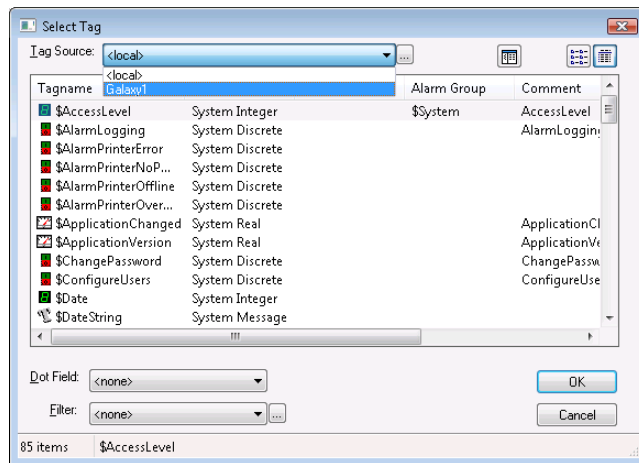 Select Tag
Tag Source: <local>
...
<local>
Galaxy1
Tagname Alarm Group Comment
$AccessLevel System Integer $System AccessLevel
$AlarmLogging System Discrete AlarmLogging
$AlarmPrinterError System Discrete
$AlarmPrinterNoP... System Discrete
$AlarmPrinterOffline System Discrete
$AlarmPrinterOver... System Discrete
$ApplicationChanged System Real ApplicationCl
$ApplicationVersion System Real ApplicationVe
$ChangePassword System Discrete ChangePassw
$ConfigureUsers System Discrete ConfigureUse
$Date System Integer
$DateString System Message
Dot Field: <none> OK
Filter: <none> ... Cancel
85 items $AccessLevel